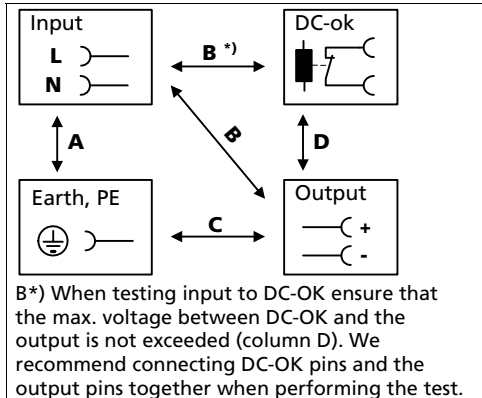 Input
L
N
B *)
DC-ok
A
B
D
Earth, PE
C
Output
+
-
B*) When testing input to DC-OK ensure that
the max. voltage between DC-OK and the
output is not exceeded (column D). We
recommend connecting DC-OK pins and the
output pins together when performing the test.